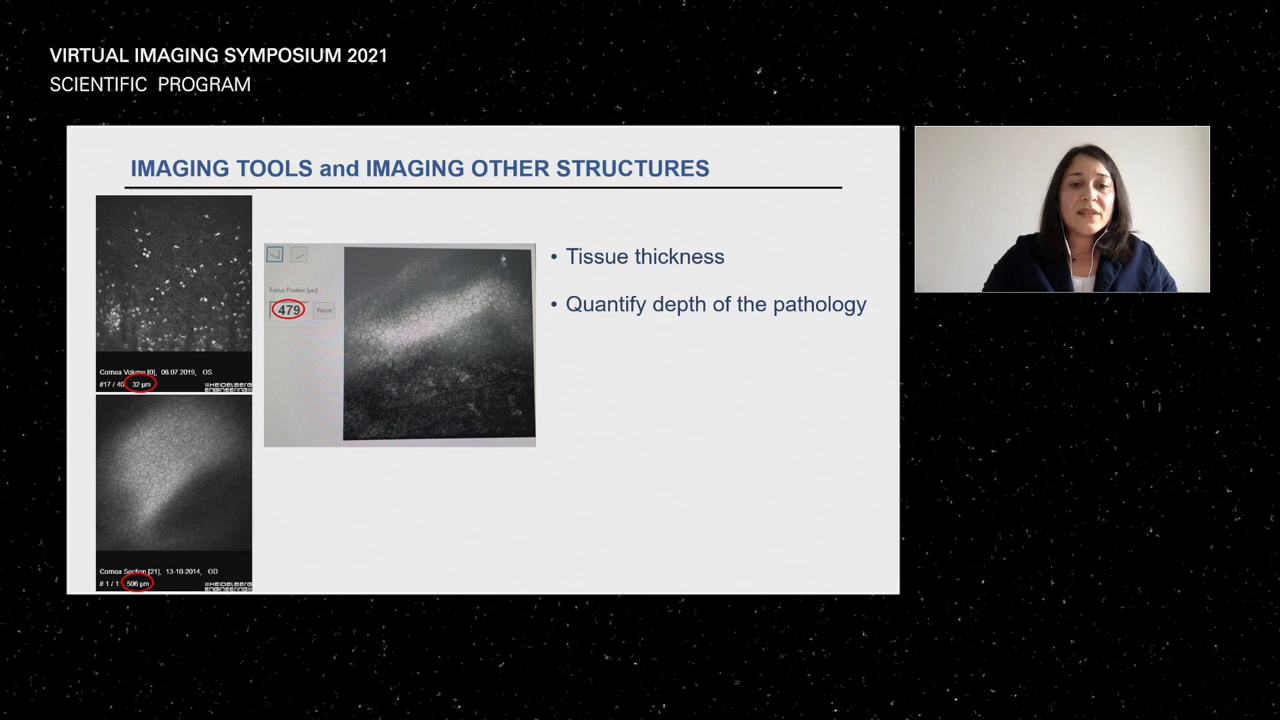 VIRTUAL IMAGING SYMPOSIUM 2021
SCIENTIFIC PROGRAM
IMAGING TOOLS and IMAGING OTHER STRUCTURES
Cornea Volume [0], 06.07.2019, OS
#17 / 40 32 µm
HEIDELBERG
ENGINEERING
Focus Position [µm]
479 Reset
• Tissue thickness
• Quantify depth of the pathology
Cornea Section [21], 13-10-2014, OD
# 1 / 1 506 µm
HEIDELBERG
ENGINEERING